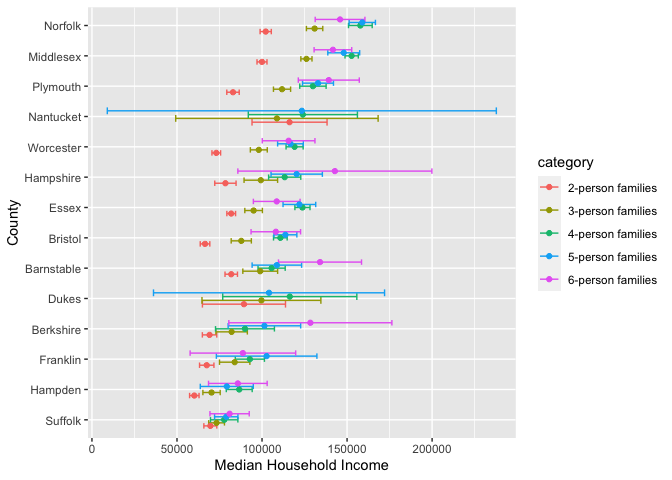 Norfolk
Middlesex
Plymouth
Nantucket
Worcester
Hampshire
Essex
Bristol
Barnstable
Dukes
Berkshire
Franklin
Hampden
Suffolk
County
0 50000 100000 150000 200000
Median Household Income
category
2-person families
3-person families
4-person families
5-person families
6-person families